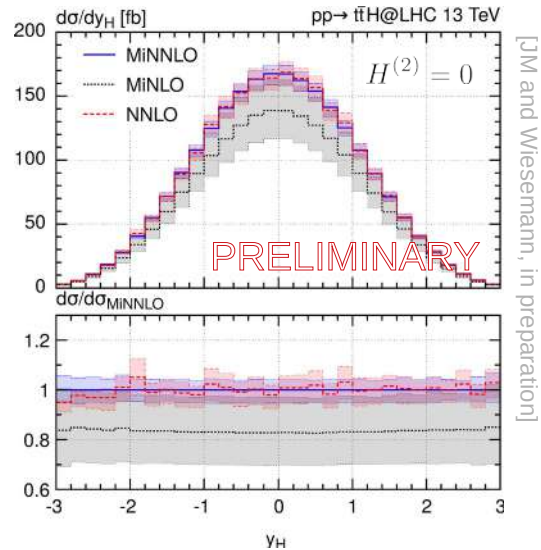 dσ/dy_H [fb]
pp→ tt̄H@LHC 13 TeV
200
150
100
50
0
MiNNLO
MiNLO
NNLO
H^(2) = 0
PRELIMINARY
dσ/dσ_MiNNLO
1.2
1
0.8
0.6
-3
-2
-1
0
1
2
3
y_H
[JM and Wiesemann, in preparation]